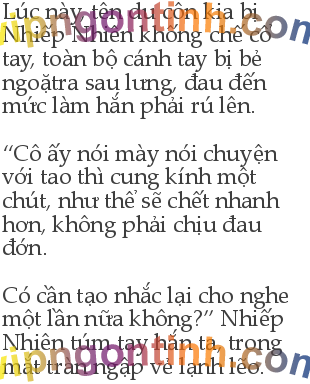 Lúc này, tên du côn kia bị
Nhiếp Nhiên khống chế cổ
tay, toàn bộ cánh tay bị bẻ
ngoặtra sau lưng, đau đến
mức làm hắn phải rú lên.

“Cô ấy nói mày nói chuyện
với tao thì cung kính một
chút, như thế sẽ chết nhanh
hơn, không phải chịu đau
đớn.

Có cần tạo nhắc lại cho nghe
một lần nữa không?” Nhiếp
Nhiên túm tay hắn ta, trong
mắt tràn ngập vẻ lạnh lẽo.